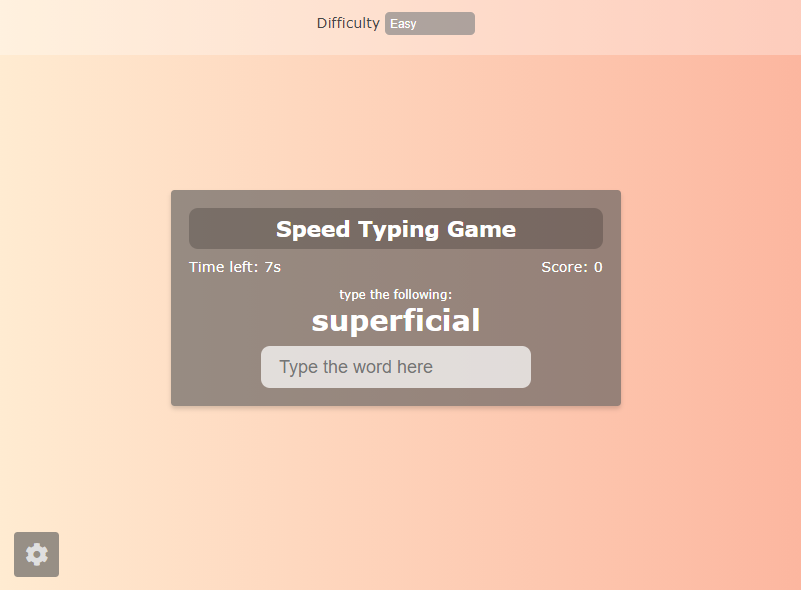 Difficulty Easy
Speed Typing Game
Time left: 7s Score: 0
type the following:
superficial
Type the word here